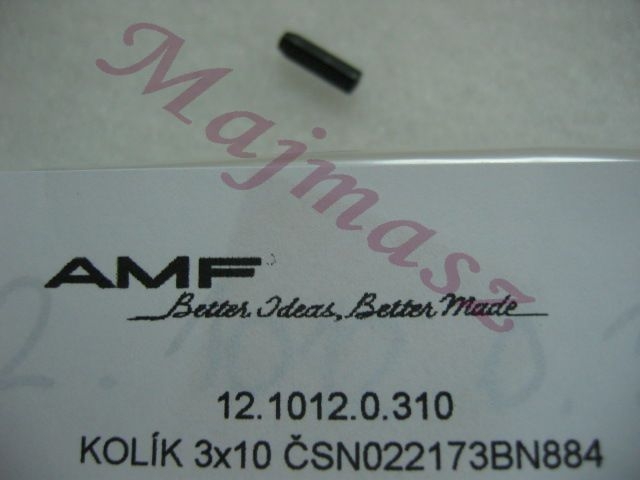 Majmasz
AMF
Better Ideas, Better Made
12.1012.0.310
KOLÍK 3x10 ČSN022173BN884